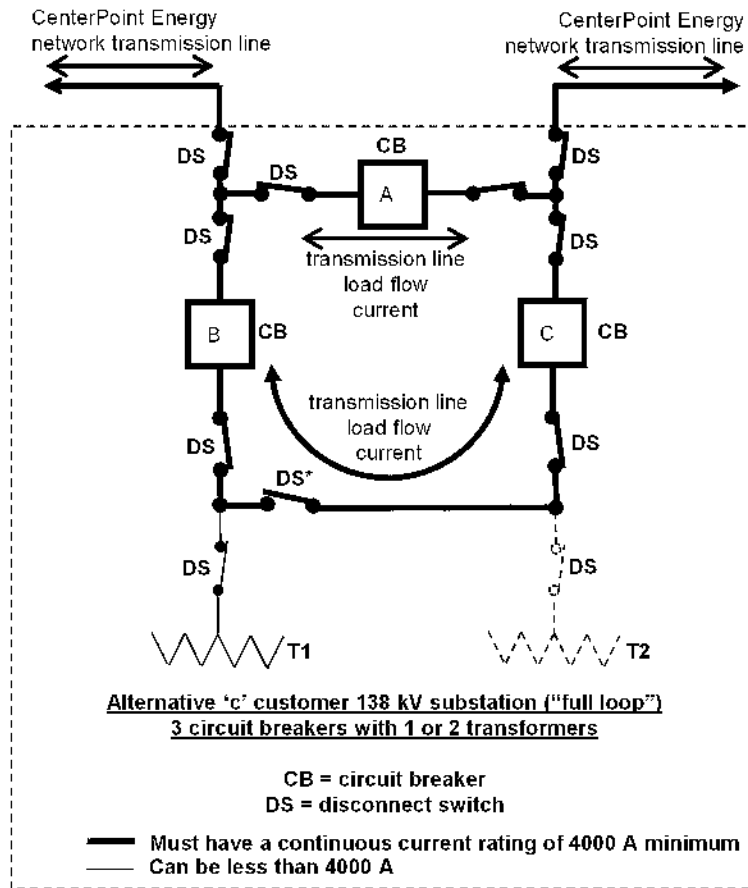 CenterPoint Energy
network transmission line
CenterPoint Energy
network transmission line
CB
DS
DS
DS
A
transmission line
load flow
current
DS
DS
B
CB
C
CB
transmission line
load flow
current
DS
DS
DS*
DS
DS
T1
T2
Alternative ‘c’ customer 138 kV substation (“full loop”)
3 circuit breakers with 1 or 2 transformers
CB = circuit breaker
DS = disconnect switch
Must have a continuous current rating of 4000 A minimum
Can be less than 4000 A